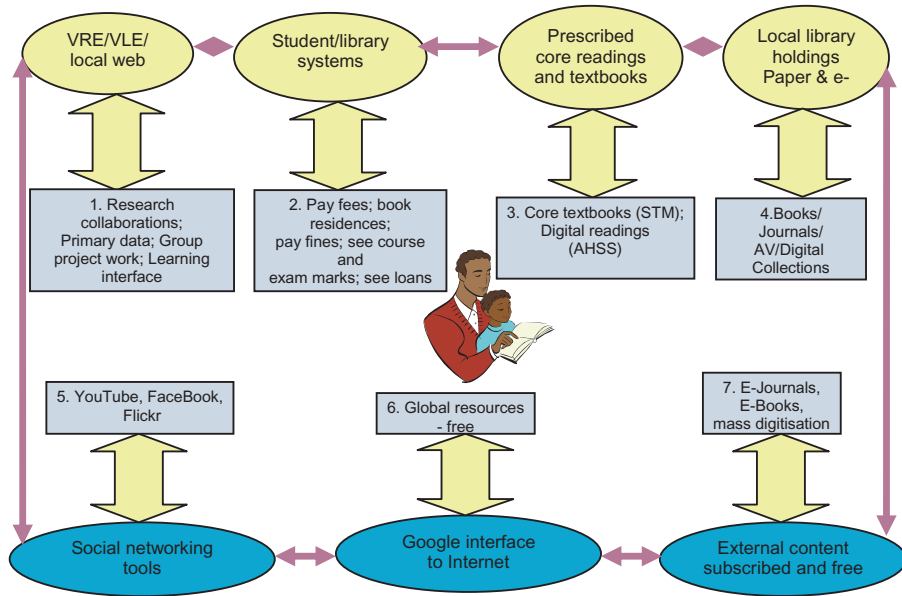 VRE/VLE/
local web
Student/library
systems
Prescribed
core readings
and textbooks
Local library
holdings
Paper & e-
1. Research
collaborations;
Primary data; Group
project work; Learning
interface
2. Pay fees; book
residences;
pay fines; see course
and
exam marks; see loans
3. Core textbooks (STM);
Digital readings
(AHSS)
4.Books/
Journals/
AV/Digital
Collections
5. YouTube, FaceBook,
Flickr
6. Global resources
- free
7. E-Journals,
E-Books,
mass digitisation
Social networking
tools
Google interface
to Internet
External content
subscribed and free